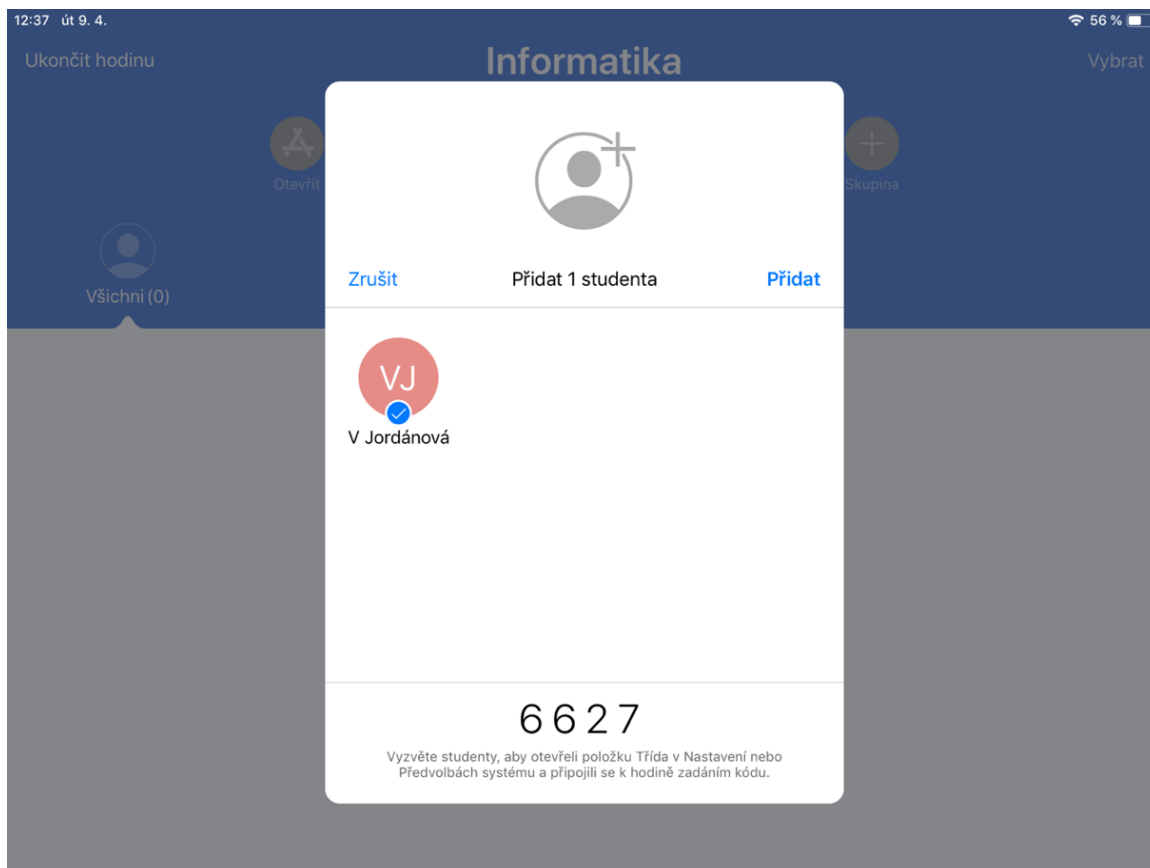 12:37 út 9. 4. 56 %
Ukončit hodinu Informatika Vybrat
Otevřít Skupina
Všichni (0)
Zrušit Přidat 1 studenta Přidat
VJ
V Jordánová
6627
Vyzvěte studenty, aby otevřeli položku Třída v Nastavení nebo
Předvolbách systému a připojili se k hodině zadáním kódu.